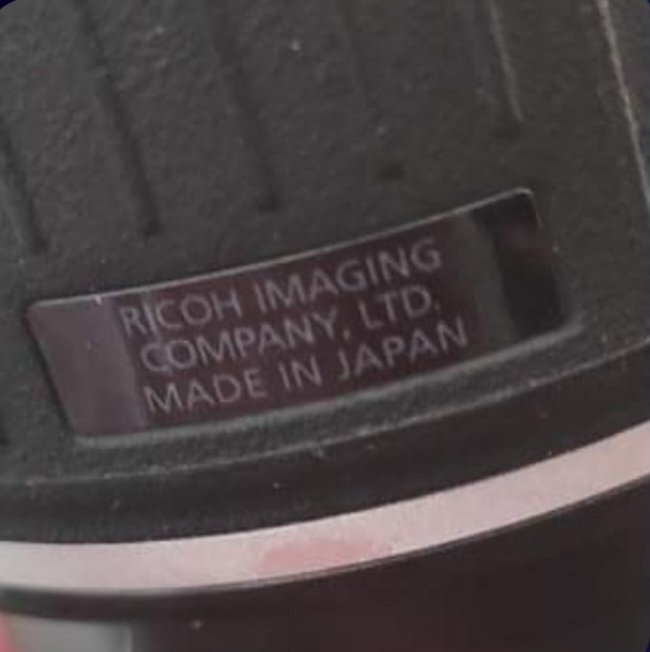 RICOH IMAGING
COMPANY, LTD.
MADE IN JAPAN